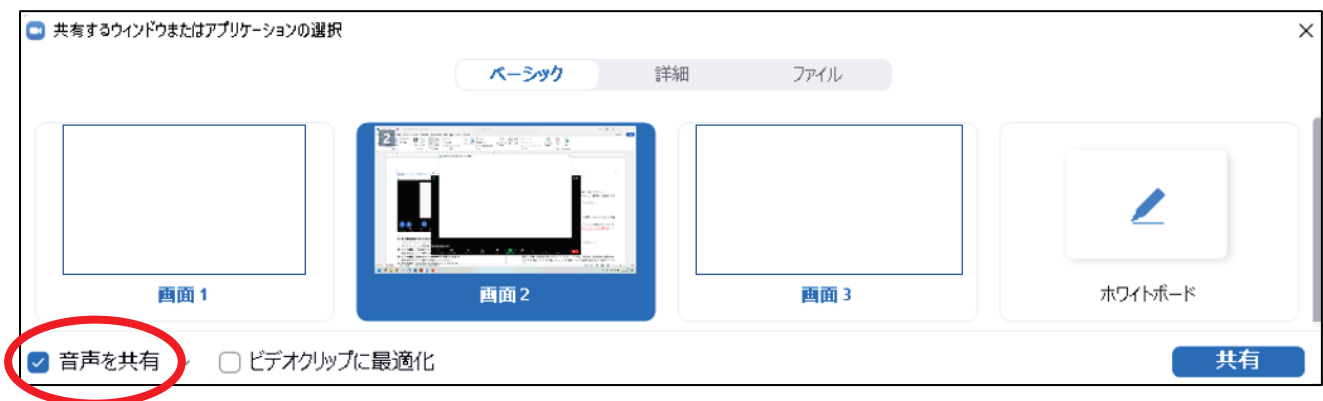 共有するウィンドウまたはアプリケーションの選択
ベーシック 詳細 ファイル
2
画面 1 画面 2 画面 3 ホワイトボード
音声を共有 ビデオクリップに最適化 共有